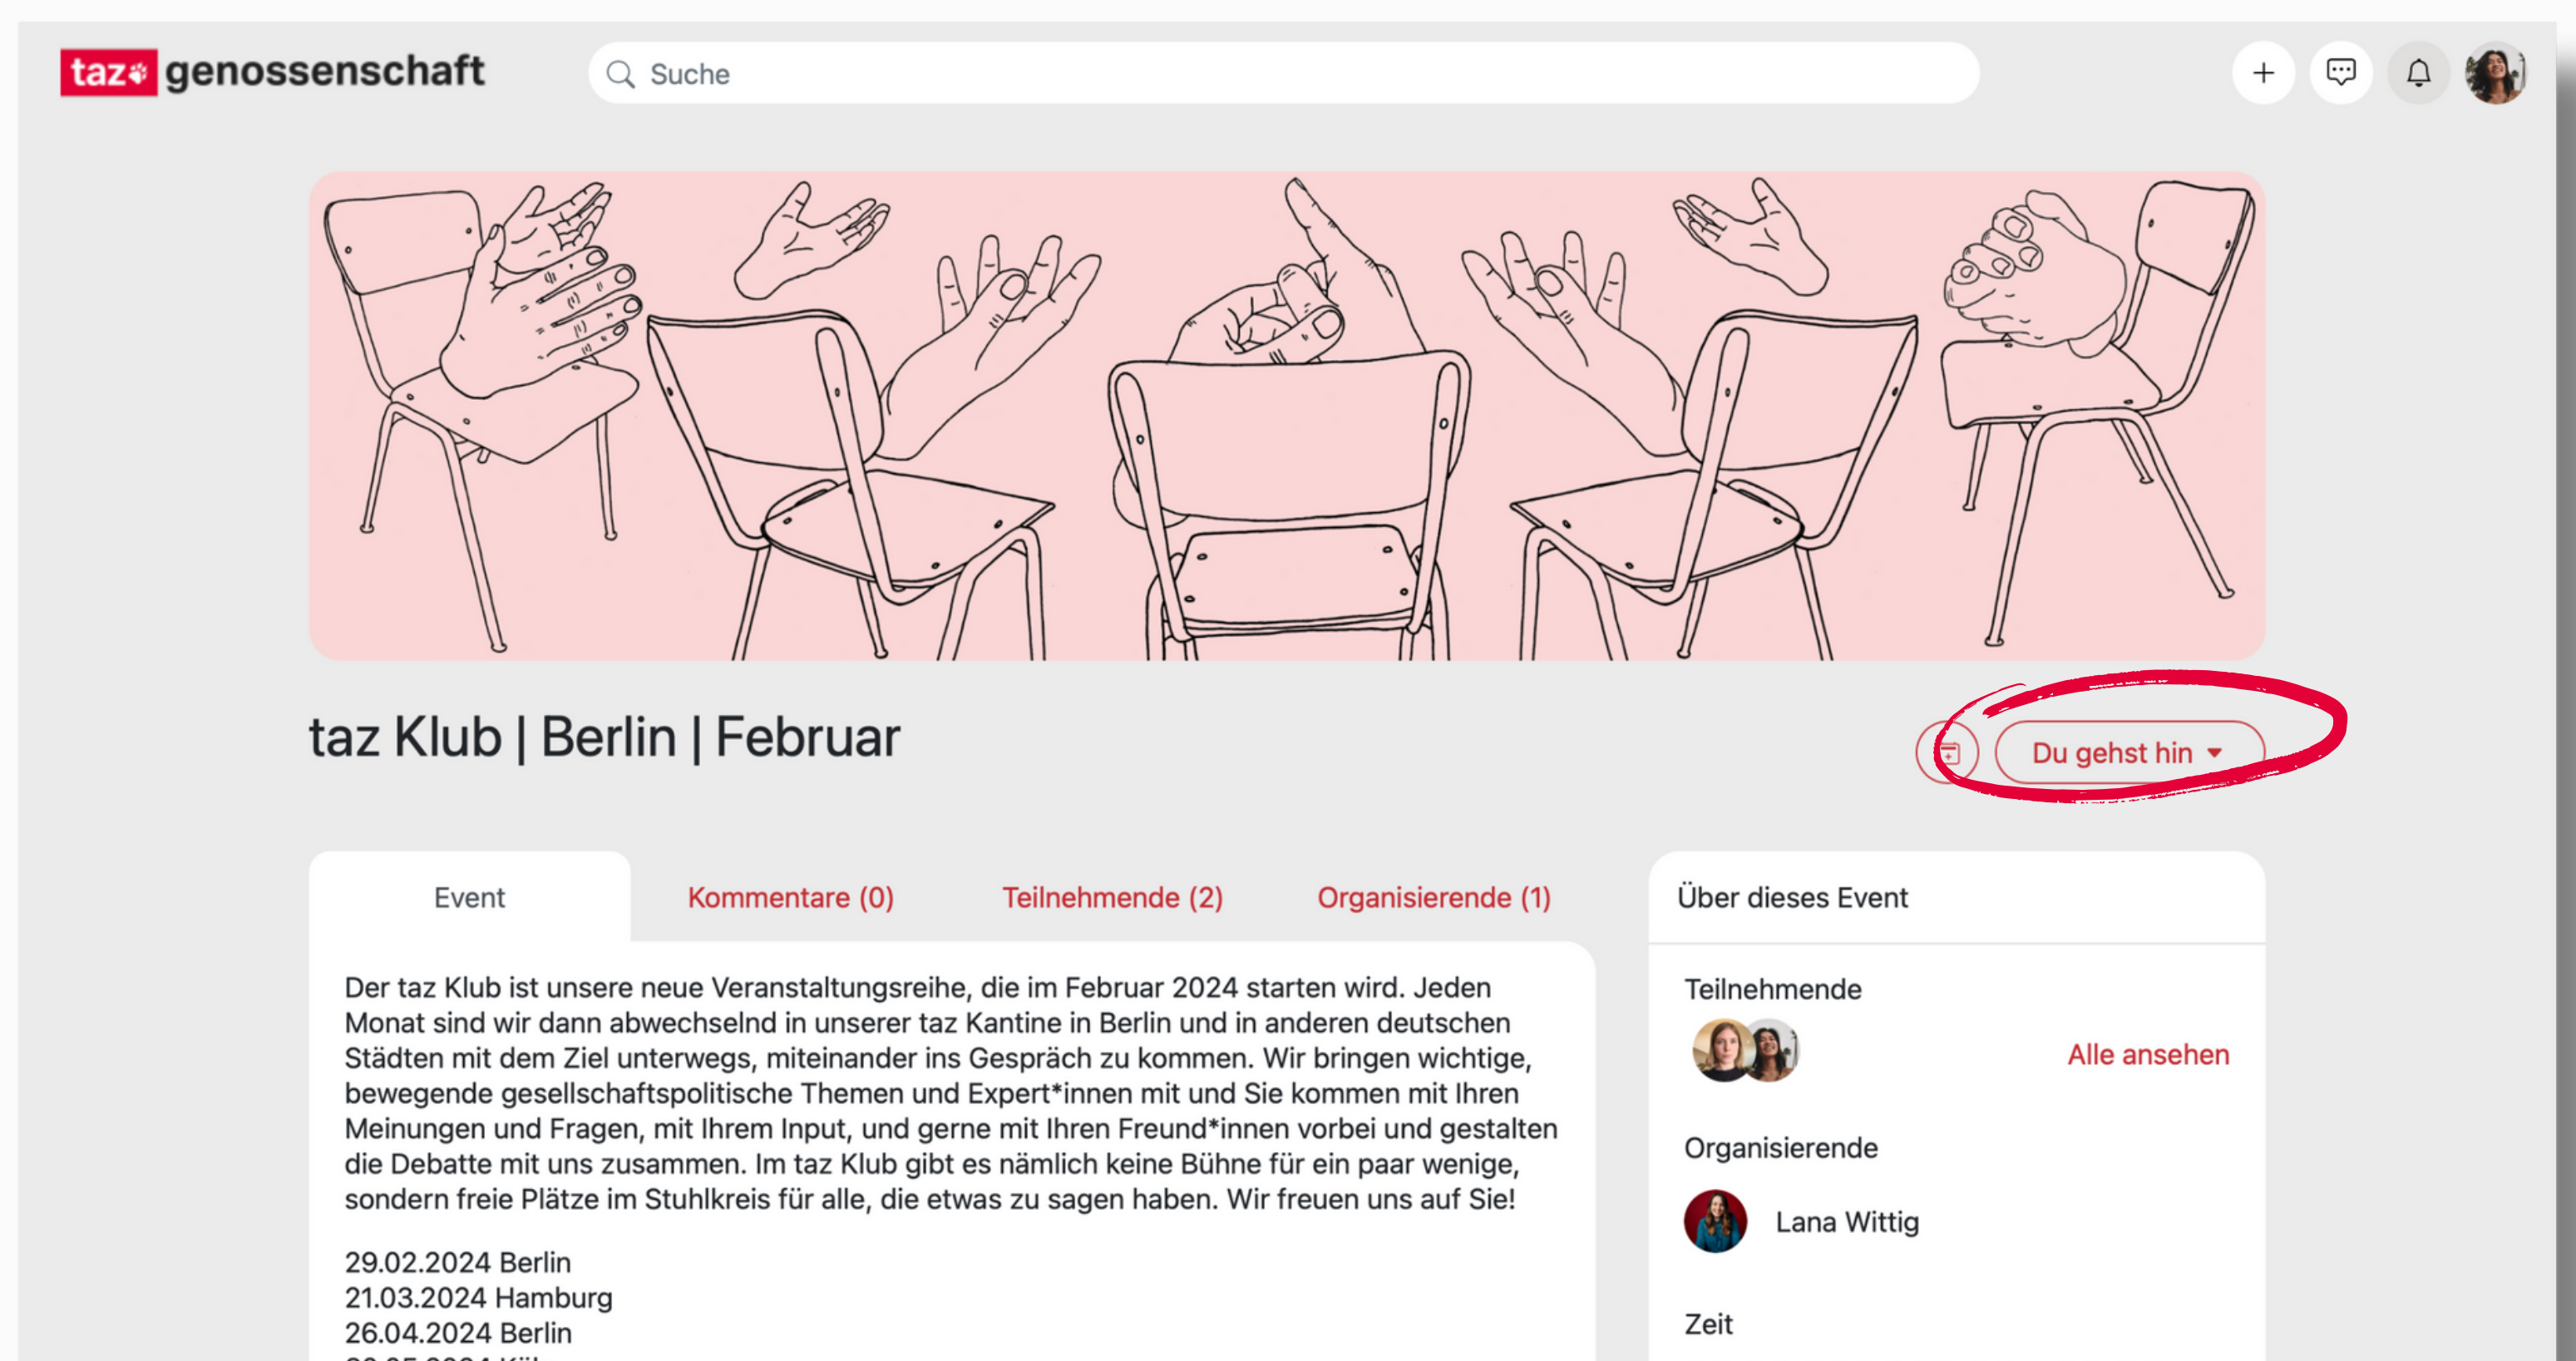 taz genossenschaft
Suche
taz Klub | Berlin | Februar
Du gehst hin
Event
Kommentare (0)
Teilnehmende (2)
Organisierende (1)
Der taz Klub ist unsere neue Veranstaltungsreihe, die im Februar 2024 starten wird. Jeden
Monat sind wir dann abwechselnd in unserer taz Kantine in Berlin und in anderen deutschen
Städten mit dem Ziel unterwegs, miteinander ins Gespräch zu kommen. Wir bringen wichtige,
bewegende gesellschaftspolitische Themen und Expert*innen mit und Sie kommen mit Ihren
Meinungen und Fragen, mit Ihrem Input, und gerne mit Ihren Freund*innen vorbei und gestalten
die Debatte mit uns zusammen. Im taz Klub gibt es nämlich keine Bühne für ein paar wenige,
sondern freie Plätze im Stuhlkreis für alle, die etwas zu sagen haben. Wir freuen uns auf Sie!
29.02.2024 Berlin
21.03.2024 Hamburg
26.04.2024 Berlin
Über dieses Event
Teilnehmende
Alle ansehen
Organisierende
Lana Wittig
Zeit